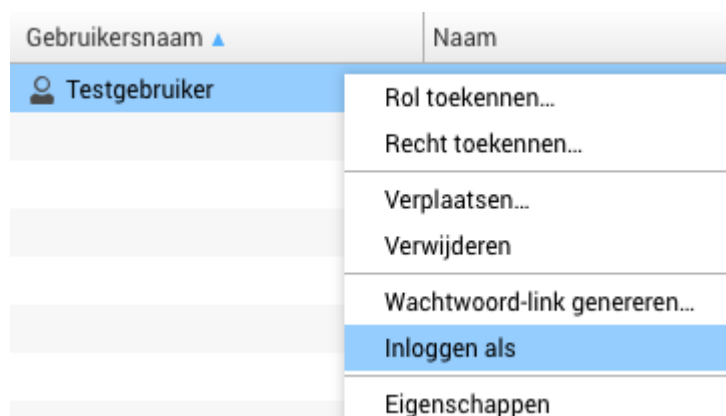 Gebruikersnaam ▲ Naam
Testgebruiker
Rol toekennen...
Recht toekennen...
Verplaatsen...
Verwijderen
Wachtwoord-link genereren...
Inloggen als
Eigenschappen